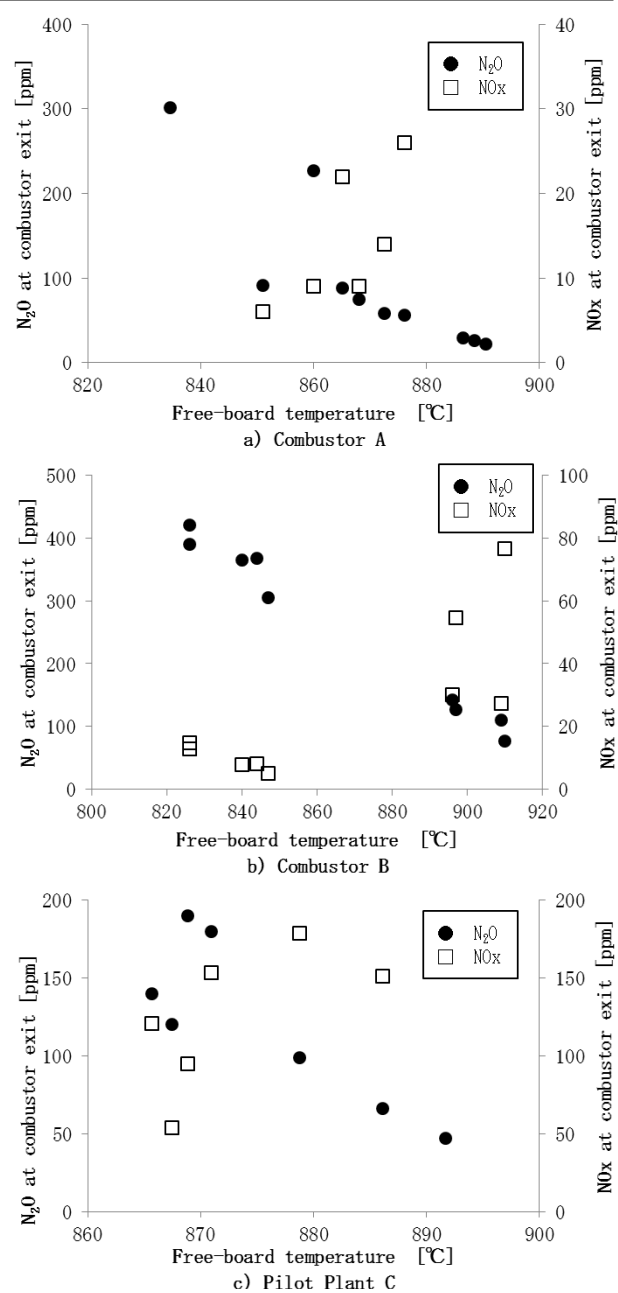 400
300
200
100
0
N₂O at combustor exit [ppm]
N₂O
NOx
40
30
20
10
0
NOx at combustor exit [ppm]
820 840 860 880 900
Free-board temperature [℃]
a) Combustor A
500
400
300
200
100
0
N₂O at combustor exit [ppm]
N₂O
NOx
100
80
60
40
20
0
NOx at combustor exit [ppm]
800 820 840 860 880 900 920
Free-board temperature [℃]
b) Combustor B
200
150
100
50
0
N₂O at combustor exit [ppm]
N₂O
NOx
200
150
100
50
0
NOx at combustor exit [ppm]
860 870 880 890 900
Free-board temperature [℃]
c) Pilot Plant C